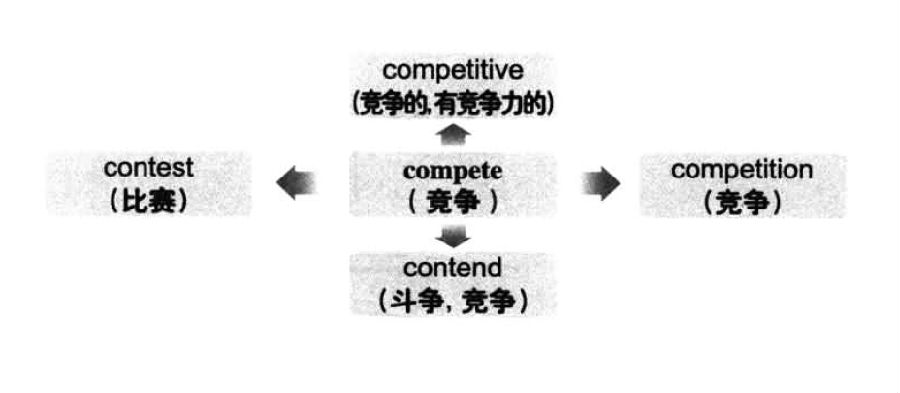 competitive
(竞争的,有竞争力的)
contest
(比赛)
compete
(竞争)
competition
(竞争)
contend
(斗争,竞争)